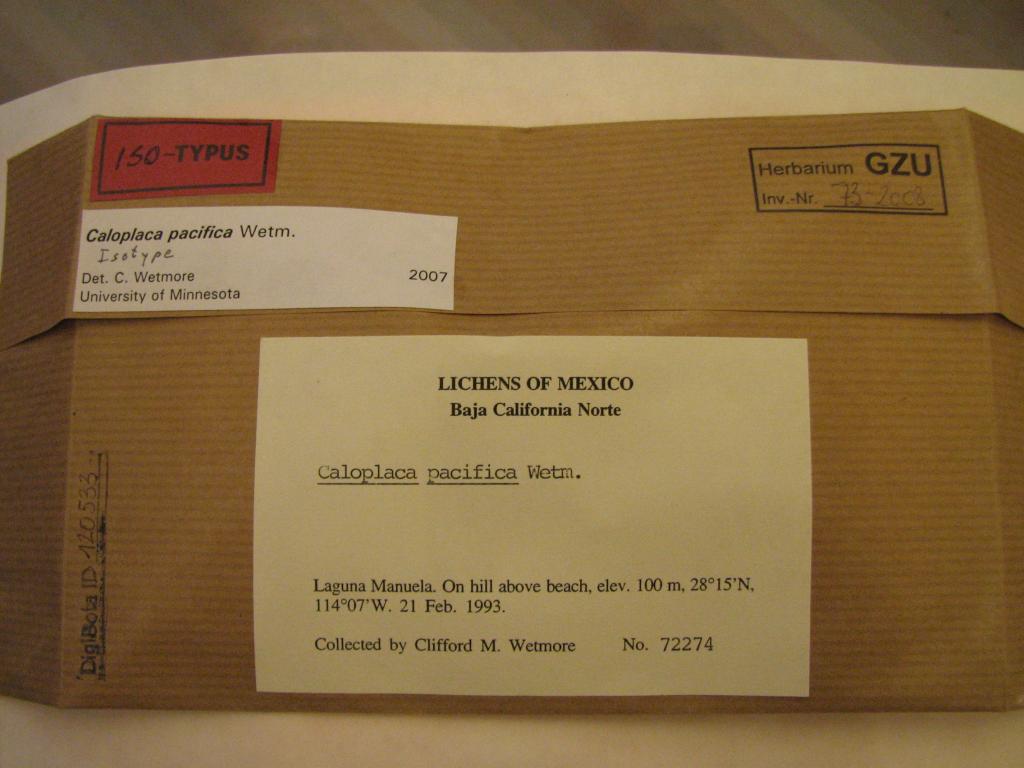 ISO-TYPUS
Herbarium GZU
Inv.-Nr. 73-2008
Caloplaca pacifica Wetm.
Isotype
Det. C. Wetmore 2007
University of Minnesota
LICHENS OF MEXICO
Baja California Norte
Caloplaca pacifica Wetm.
Laguna Manuela. On hill above beach, elev. 100 m, 28°15'N,
114°07'W. 21 Feb. 1993.
Collected by Clifford M. Wetmore No. 72274
DigiBota ID 120533